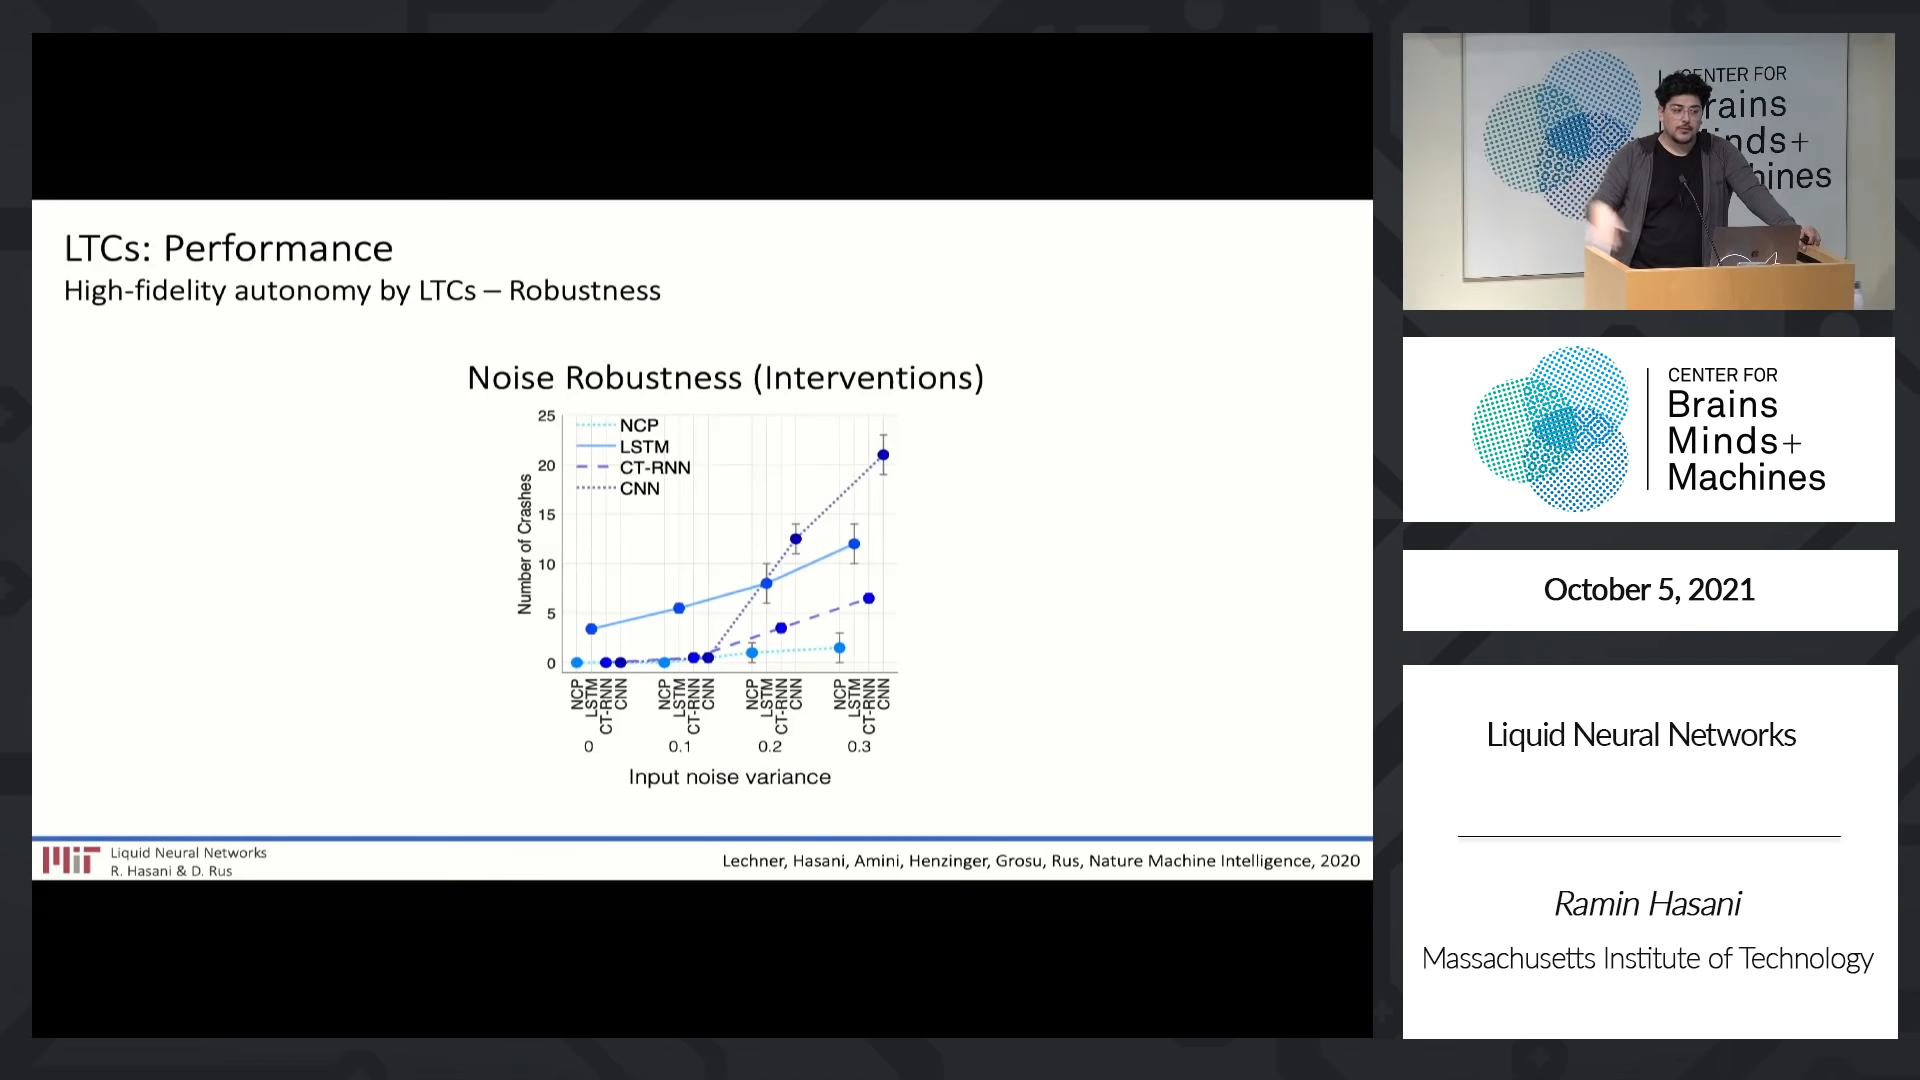 LTCs: Performance
High-fidelity autonomy by LTCs – Robustness
Noise Robustness (Interventions)
25
20
15
10
5
0
Number of Crashes
NCP
LSTM
CT-RNN
CNN
NCP
LSTM
CT-RNN
CNN
NCP
LSTM
CT-RNN
CNN
NCP
LSTM
CT-RNN
CNN
NCP
LSTM
CT-RNN
CNN
0 0.1 0.2 0.3
Input noise variance
MIT
Liquid Neural Networks
R. Hasani & D. Rus
Lechner, Hasani, Amini, Henzinger, Grosu, Rus, Nature Machine Intelligence, 2020
CENTER FOR
rains
inds+
hines
CENTER FOR
Brains
Minds+
Machines
October 5, 2021
Liquid Neural Networks
Ramin Hasani
Massachusetts Institute of Technology